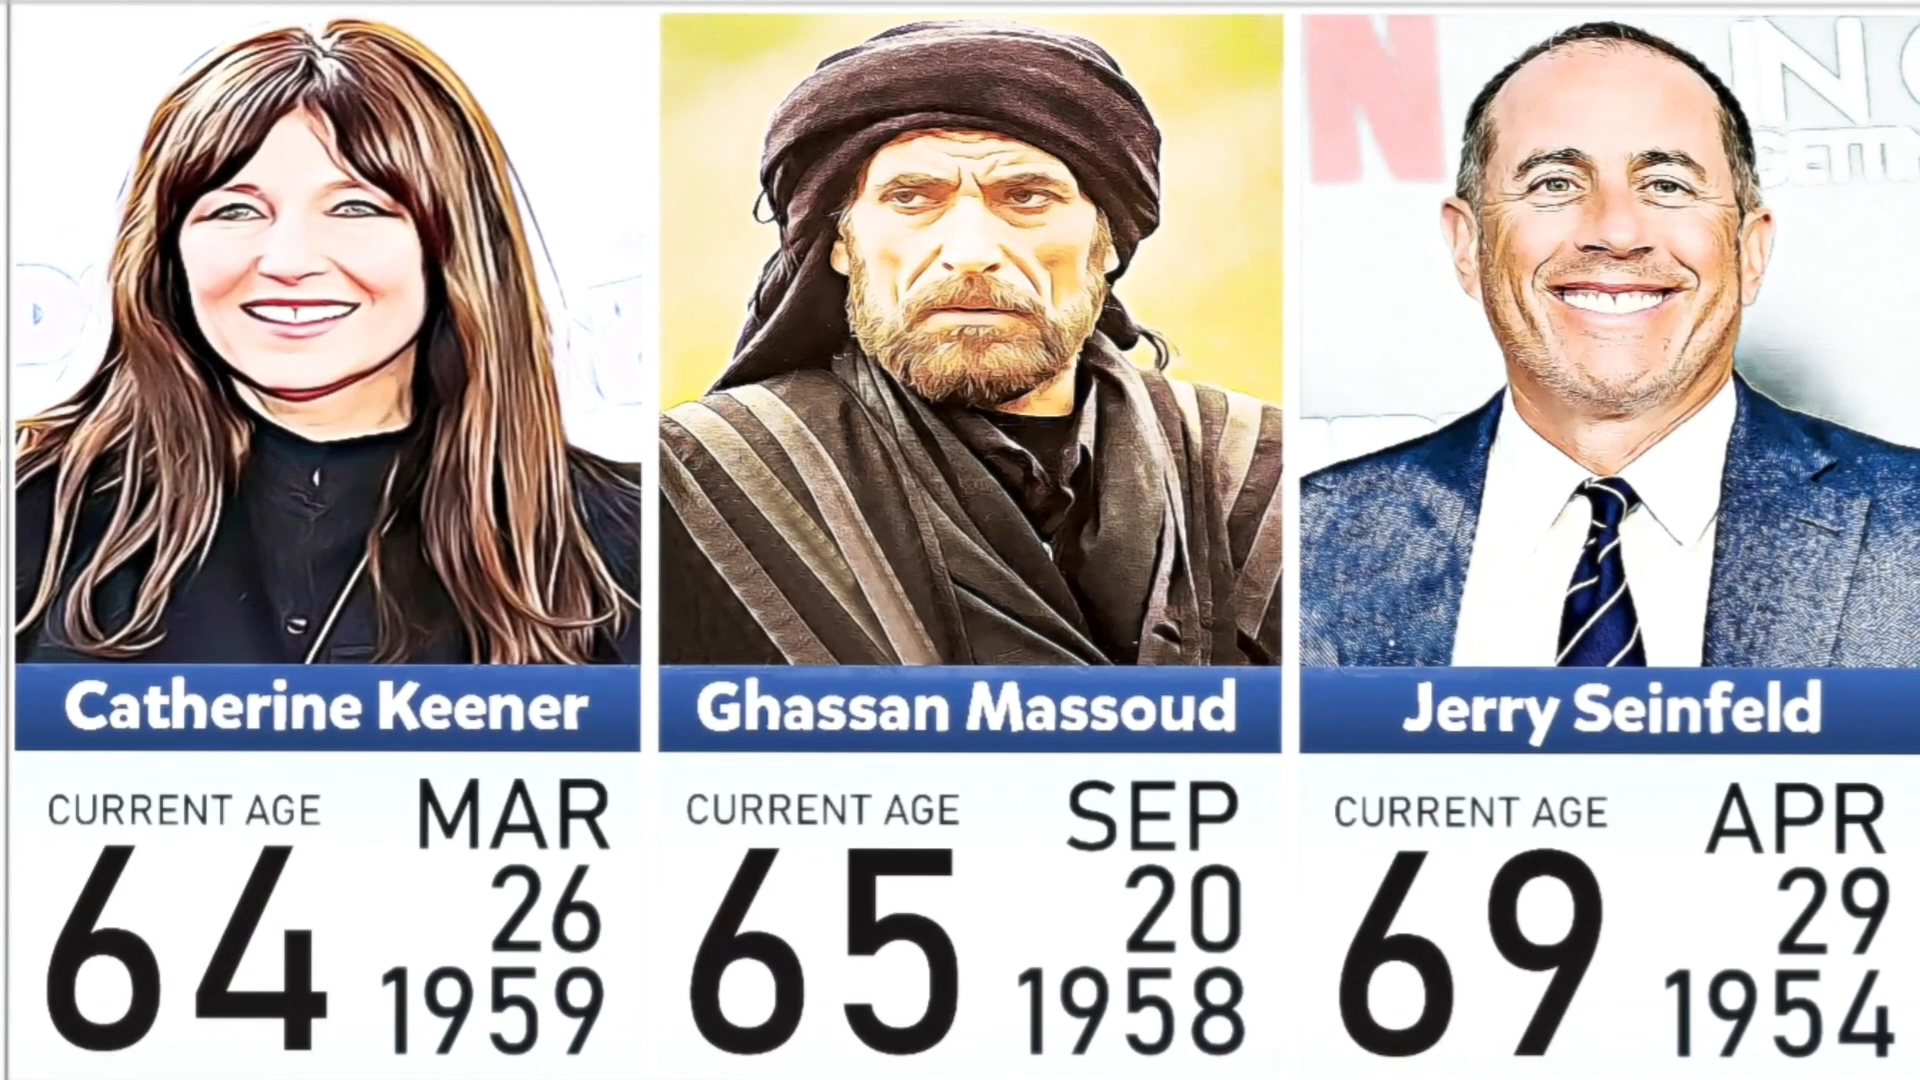 N
N
GETTI
Catherine Keener
CURRENT AGE
64
MAR
26
1959
Ghassan Massoud
CURRENT AGE
65
SEP
20
1958
Jerry Seinfeld
CURRENT AGE
69
APR
29
1954